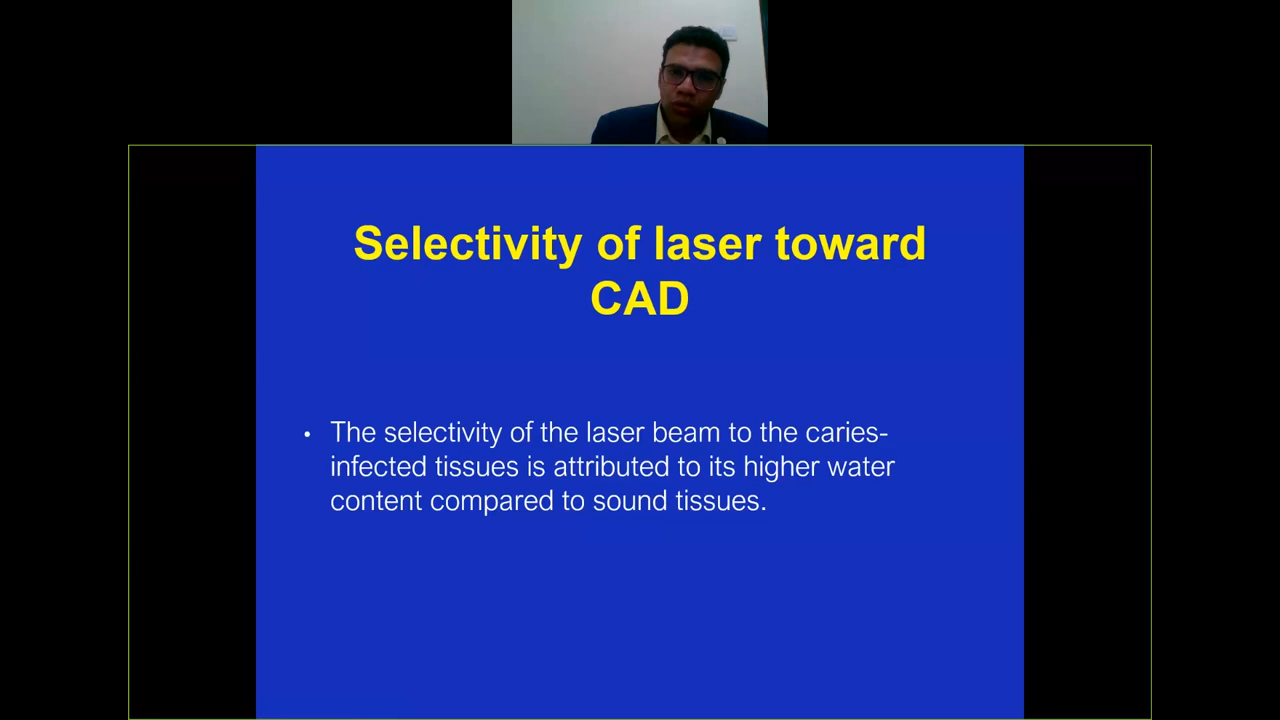 Selectivity of laser toward
CAD
• The selectivity of the laser beam to the caries-
infected tissues is attributed to its higher water
content compared to sound tissues.